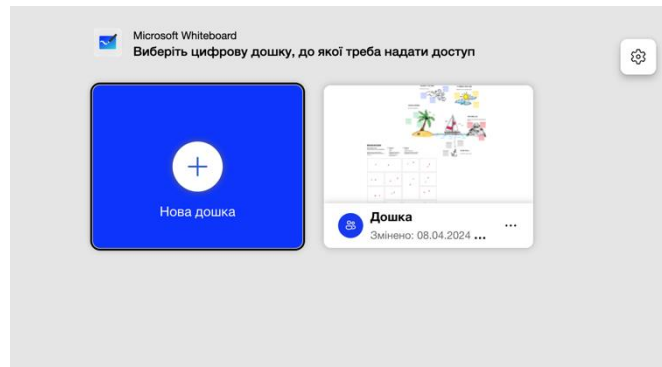 Microsoft Whiteboard
Виберіть цифрову дошку, до якої треба надати доступ
Нова дошка
Дошка
Змінено: 08.04.2024 ...